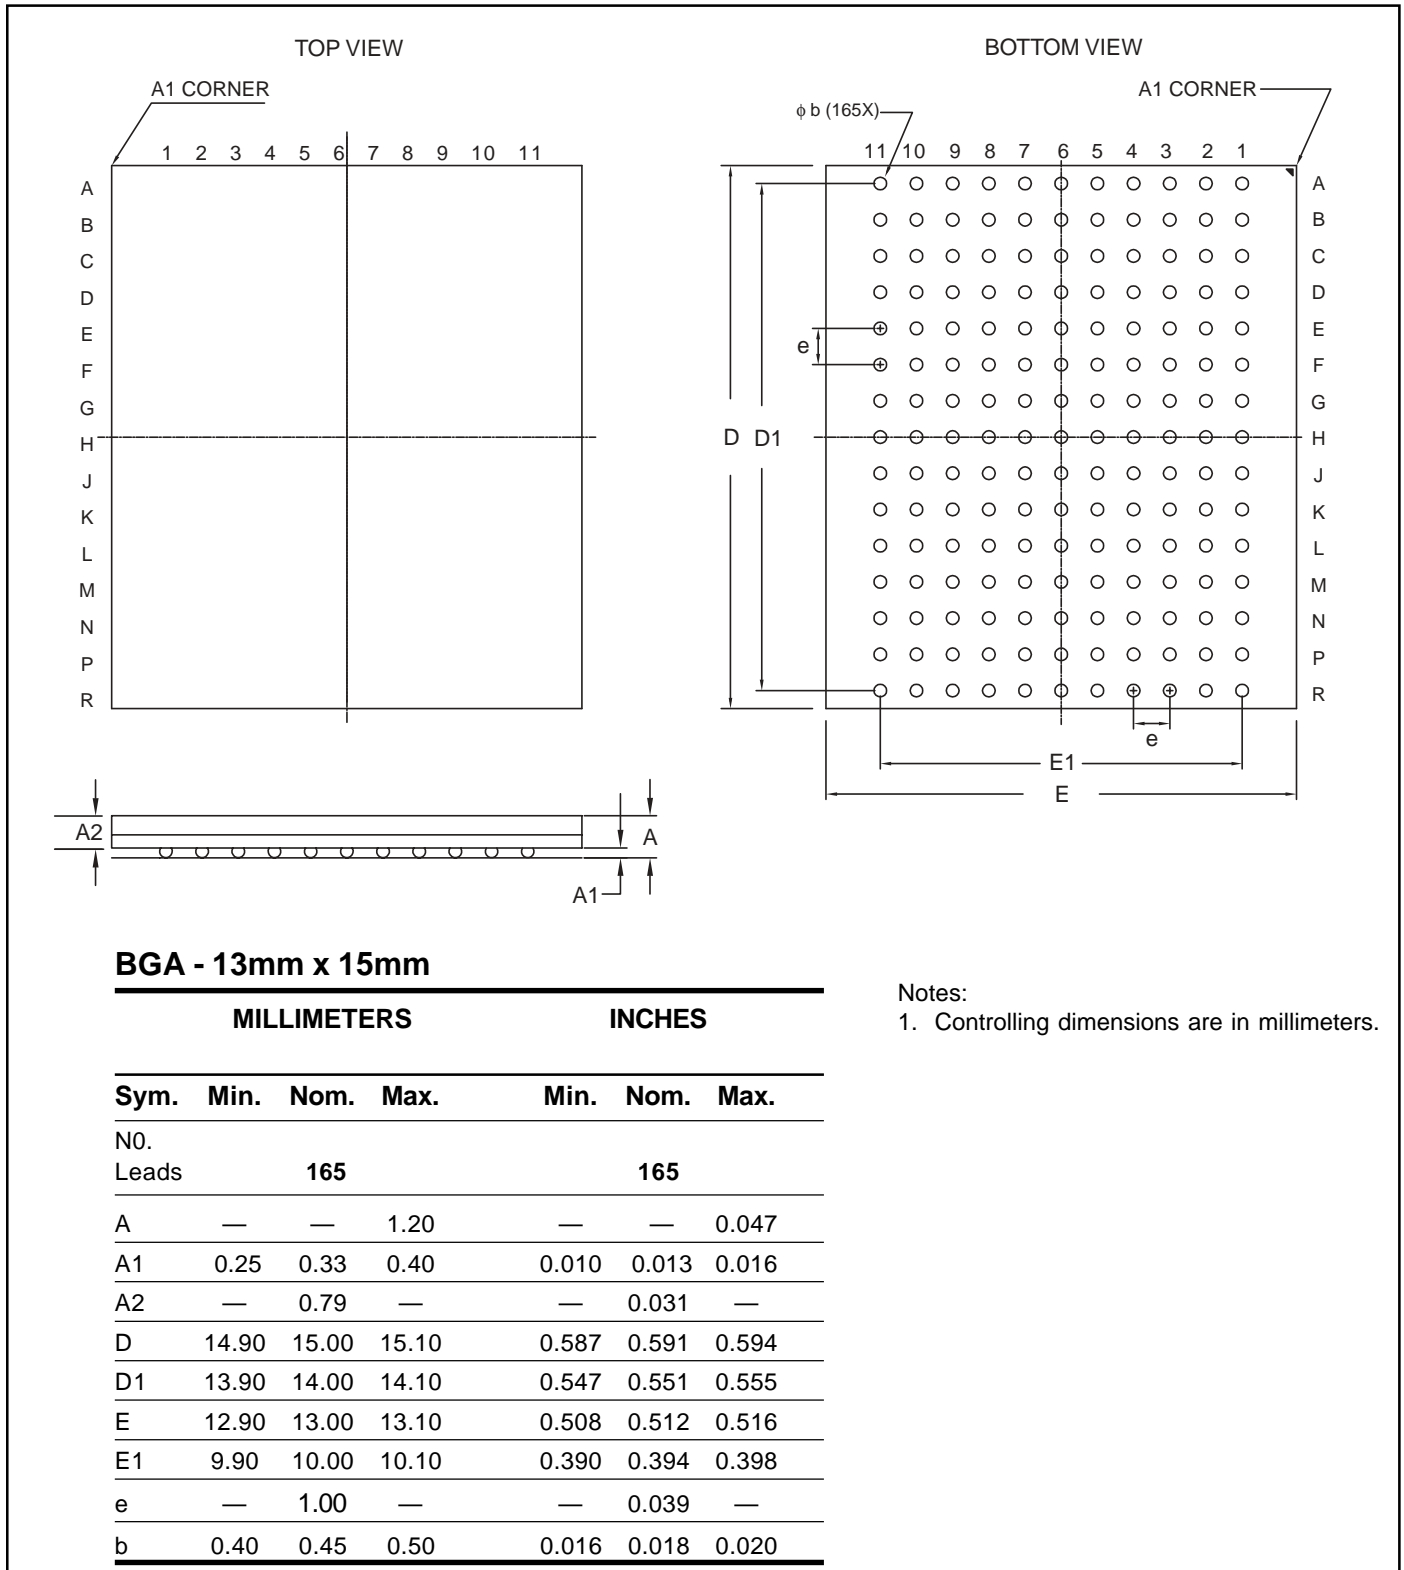 TOP VIEW
A1 CORNER
1 2 3 4 5 6 7 8 9 10 11
A
B
C
D
E
F
G
H
J
K
L
M
N
P
R
BOTTOM VIEW
A1 CORNER
ϕ b (165X)
11 10 9 8 7 6 5 4 3 2 1
A
B
C
D
E
F
G
H
J
K
L
M
N
P
R
e
D D1
e
E1
E
A2
A
A1
BGA - 13mm x 15mm
MILLIMETERS INCHES
Sym. Min. Nom. Max. Min. Nom. Max.
N0.
Leads 165 165
A — — 1.20 — — 0.047
A1 0.25 0.33 0.40 0.010 0.013 0.016
A2 — 0.79 — — 0.031 —
D 14.90 15.00 15.10 0.587 0.591 0.594
D1 13.90 14.00 14.10 0.547 0.551 0.555
E 12.90 13.00 13.10 0.508 0.512 0.516
E1 9.90 10.00 10.10 0.390 0.394 0.398
e — 1.00 — — 0.039 —
b 0.40 0.45 0.50 0.016 0.018 0.020
Notes:
1. Controlling dimensions are in millimeters.